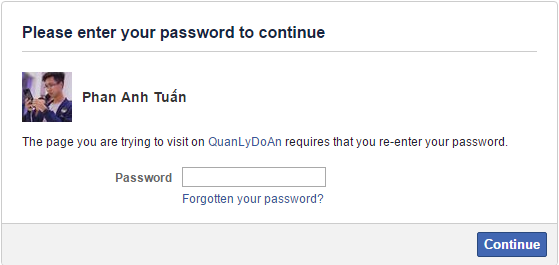 Please enter your password to continue
Phan Anh Tuấn
The page you are trying to visit on QuanLyDoAn requires that you re-enter your password.
Password
Forgotten your password?
Continue